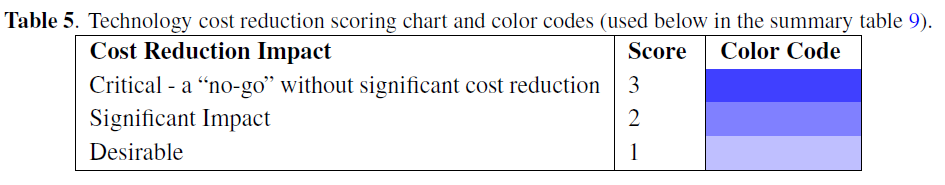 Table 5. Technology cost reduction scoring chart and color codes (used below in the summary table 9).
Cost Reduction Impact Score Color Code
Critical - a “no-go” without significant cost reduction 3
Significant Impact 2
Desirable 1